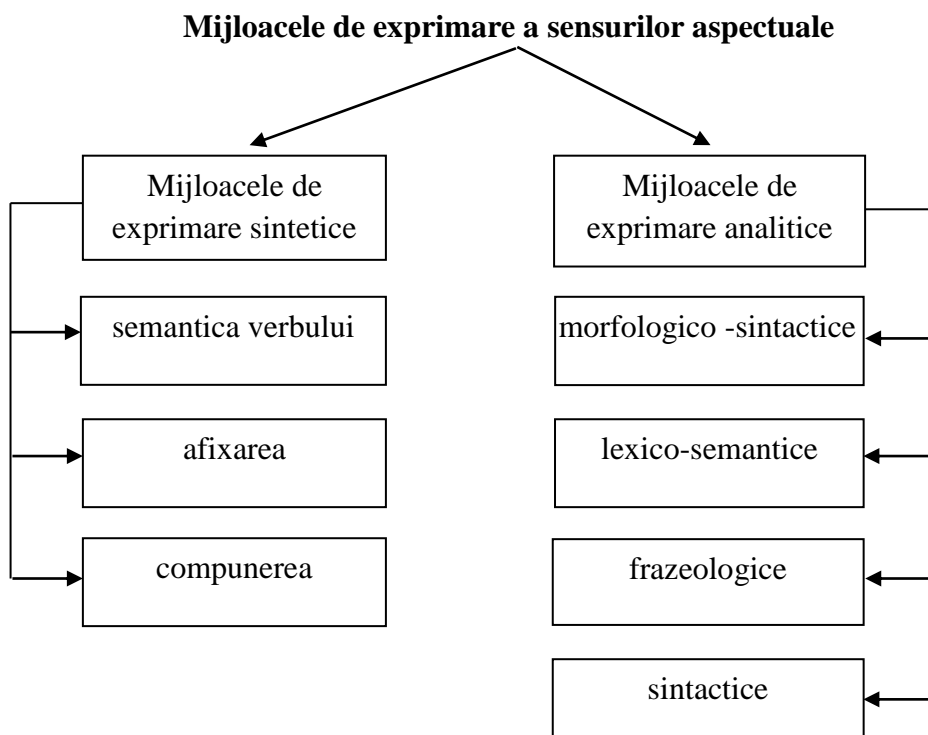 Mijloacele de exprimare a sensurilor aspectuale
Mijloacele de
exprimare sintetice
semantica verbului
afixarea
compunerea
Mijloacele de
exprimare analitice
morfologico -sintactice
lexico-semantice
frazeologice
sintactice